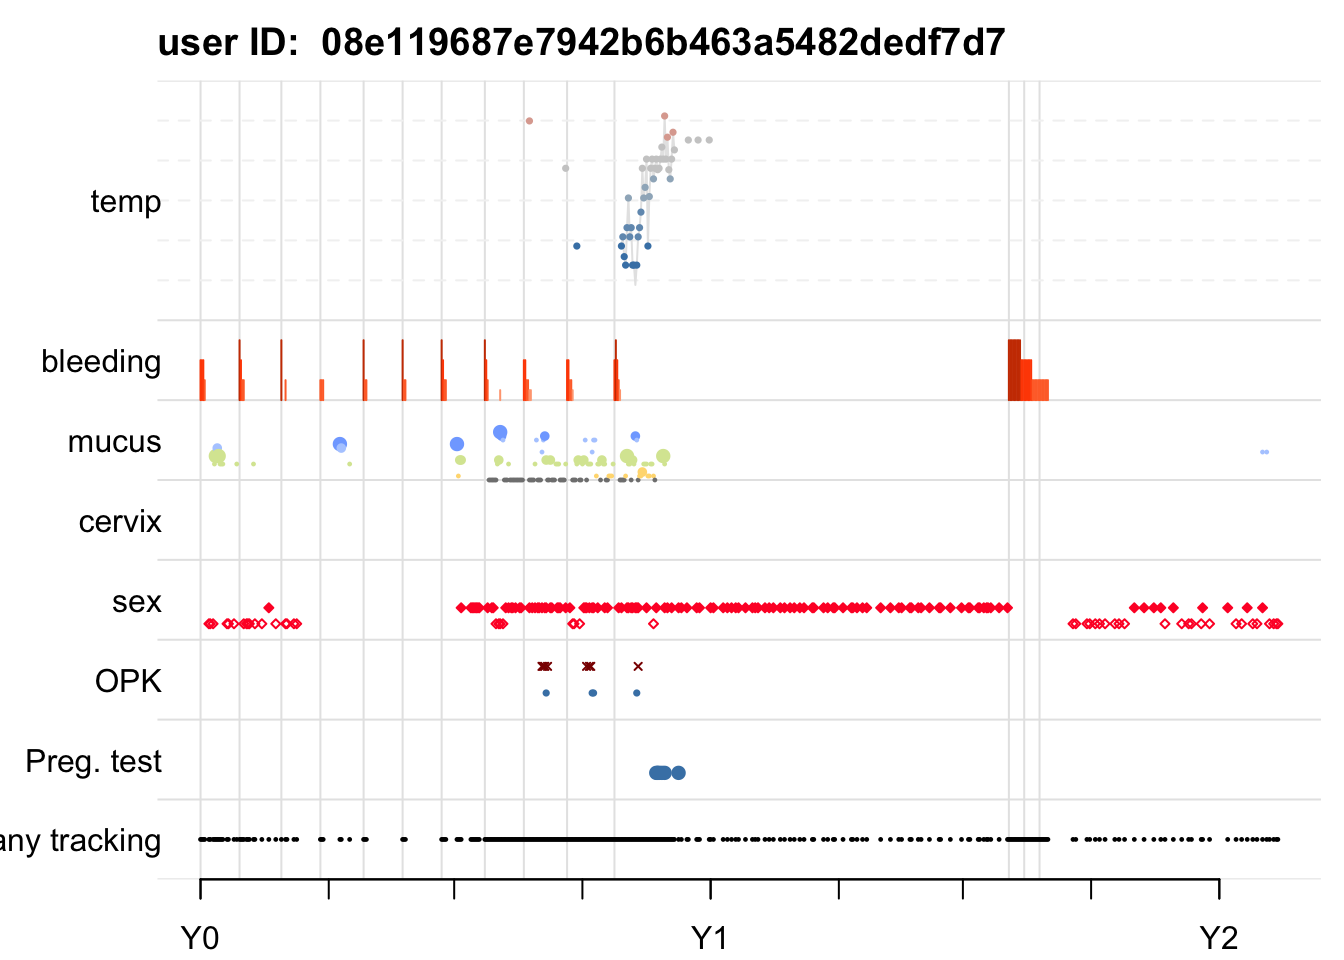 user ID:  08e119687e7942b6b463a5482dedf7d7
temp
bleeding
mucus
cervix
sex
OPK
Preg. test
any tracking
Y0 Y1 Y2